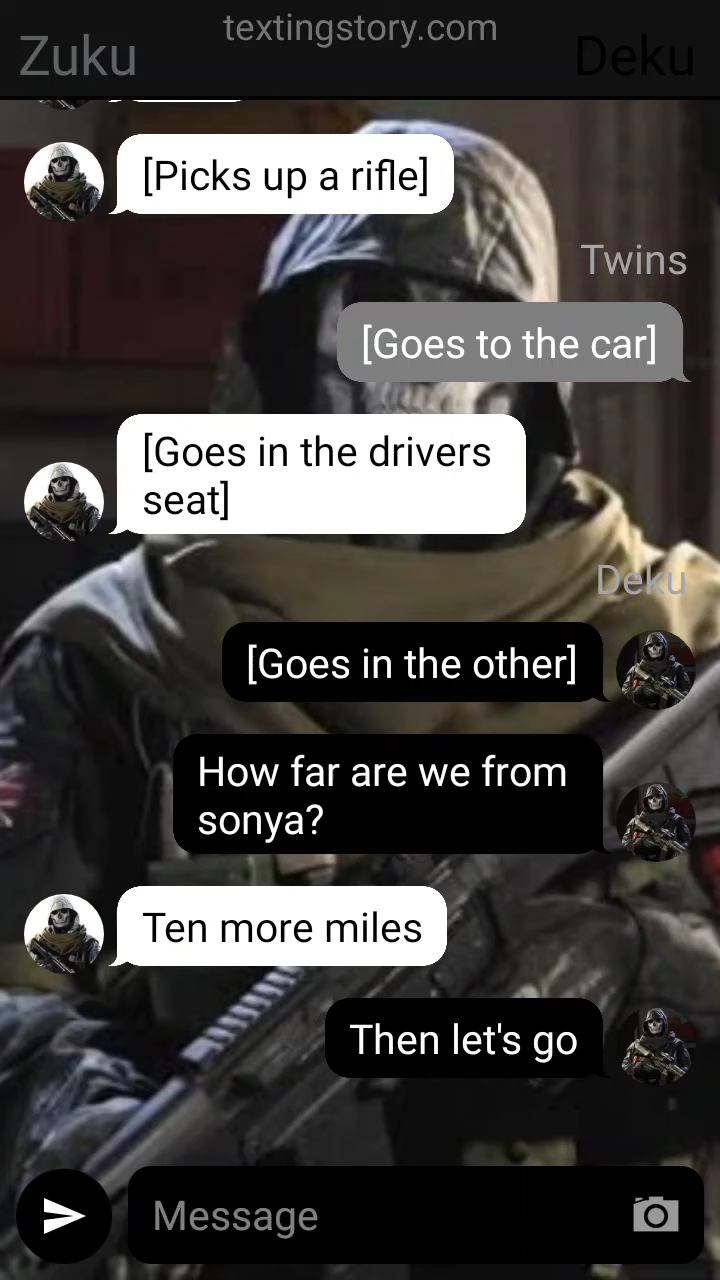 textingstory.com
Zuku
Deku
[Picks up a rifle]
Twins
[Goes to the car]
[Goes in the drivers
seat]
Deku
[Goes in the other]
How far are we from
sonya?
Ten more miles
Then let's go
Message